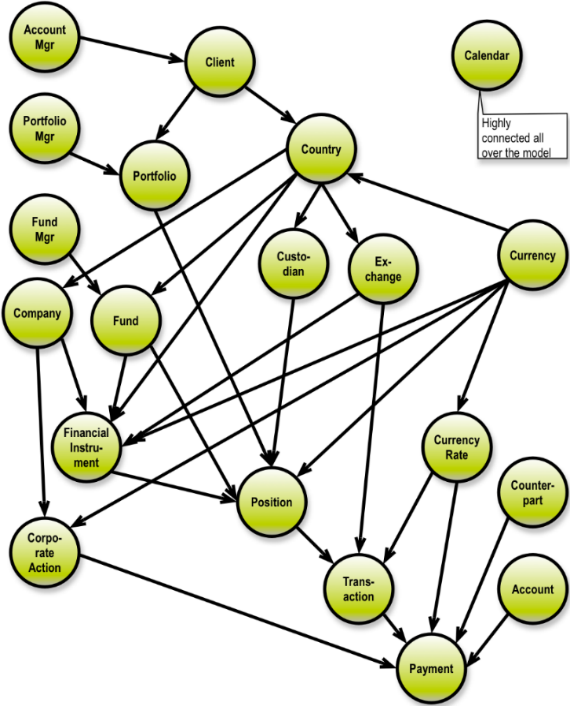 Account
Mgr
Client
Calendar
Highly
connected all
over the model
Portfolio
Mgr
Country
Portfolio
Fund
Mgr
Custo-
dian
Ex-
change
Currency
Company
Fund
Financial
Instru-
ment
Currency
Rate
Counter-
part
Position
Corpo-
rate
Action
Trans-
action
Account
Payment